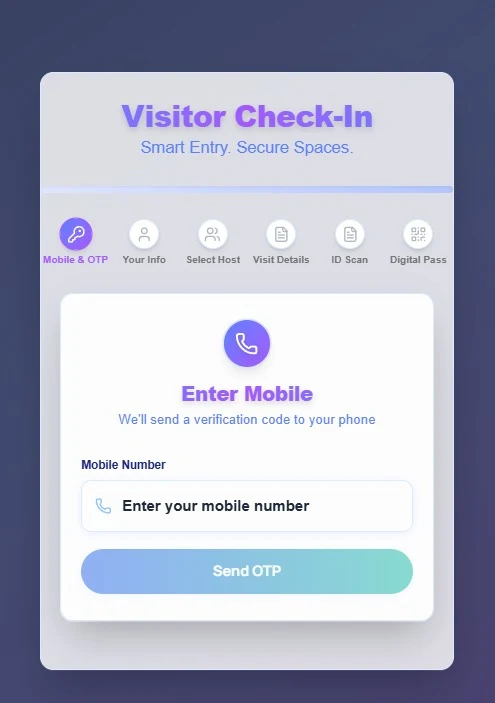 Visitor Check-In
Smart Entry. Secure Spaces.
Mobile & OTP Your Info Select Host Visit Details ID Scan Digital Pass
Enter Mobile
We'll send a verification code to your phone
Mobile Number
Enter your mobile number
Send OTP